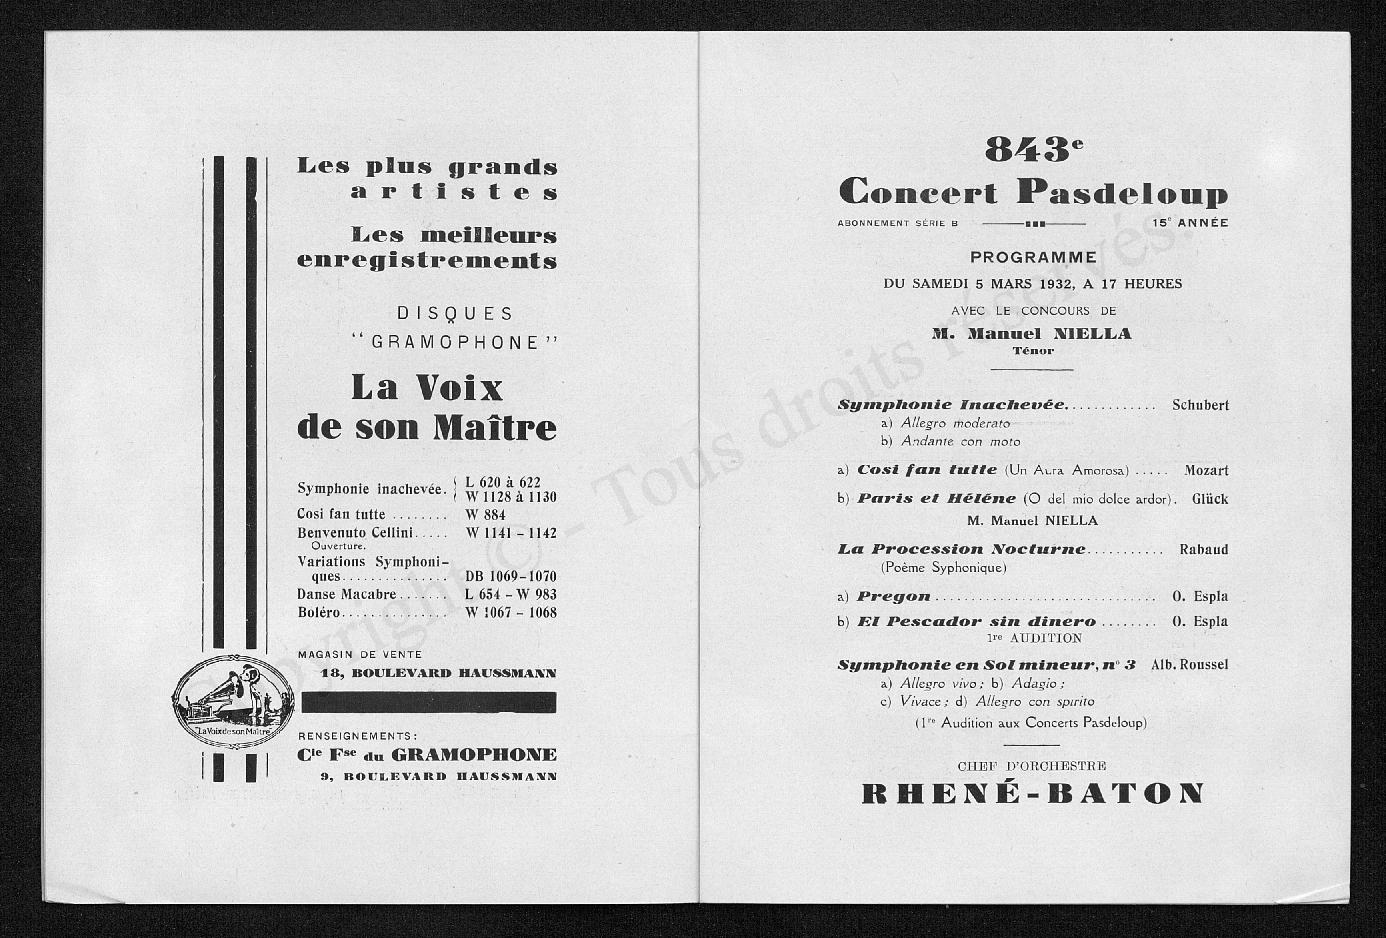 Les plus grands
artistes
Les meilleurs
enregistrements
DISQUES
"GRAMOPHONE"
La Voix
de son Maître
Symphonie inachevée. { L 620 à 622
W 1128 à 1130
Cosi fan tutte ........ W 884
Benvenuto Cellini..... W 1141 - 1142
Ouverture.
Variations Symphoni-
ques............... DB 1069-1070
Danse Macabre....... L 654 - W 983
Boléro............... W 1067 - 1068
MAGASIN DE VENTE
18, BOULEVARD HAUSSMANN
"La Voix de son Maître"
RENSEIGNEMENTS:
Cie Fse du GRAMOPHONE
9, BOULEVARD HAUSSMANN
843e
Concert Pasdeloup
ABONNEMENT SÉRIE B 15e ANNÉE
PROGRAMME
DU SAMEDI 5 MARS 1932, A 17 HEURES
AVEC LE CONCOURS DE
M. Manuel NIELLA
Ténor
Symphonie Inachevée............. Schubert
a) Allegro moderato
b) Andante con moto
a) Cosi fan tutte (Un Aura Amorosa) ..... Mozart
b) Paris et Héléne (O del mio dolce ardor). Glück
M. Manuel NIELLA
La Procession Nocturne........... Rabaud
(Poème Syphonique)
a) Pregon ............................... O. Espla
b) El Pescador sin dinero ........ O. Espla
1re AUDITION
Symphonie en Sol mineur, n° 3 Alb. Roussel
a) Allegro vivo; b) Adagio;
c) Vivace; d) Allegro con spirito
(1re Audition aux Concerts Pasdeloup)
CHEF D'ORCHESTRE
RHENÉ-BATON
Copyright © - Tous droits réservés.